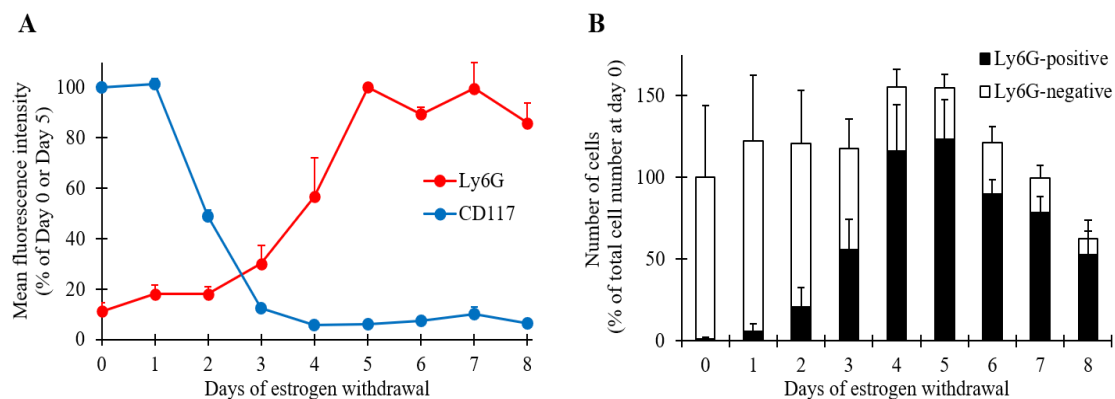 A
Mean fluorescence intensity
(% of Day 0 or Day 5)
100
80
60
40
20
0
Ly6G
CD117
0 1 2 3 4 5 6 7 8
Days of estrogen withdrawal
B
Number of cells
(% of total cell number at day 0)
150
100
50
0
Ly6G-positive
Ly6G-negative
0 1 2 3 4 5 6 7 8
Days of estrogen withdrawal